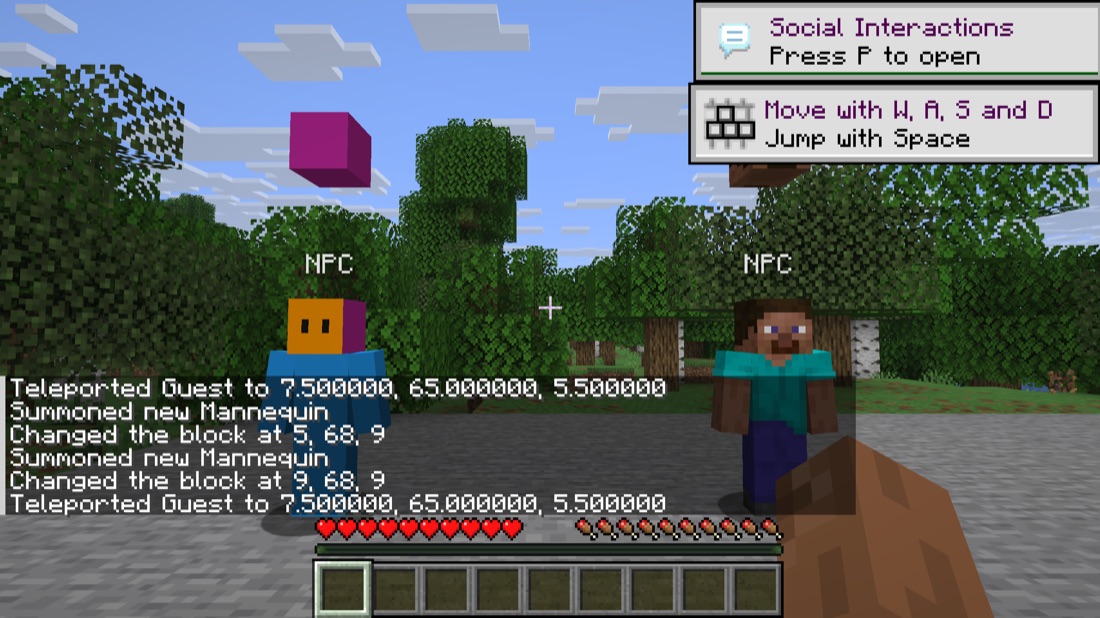 Social Interactions
Press P to open
Move with W, A, S and D
Jump with Space
NPC
NPC
Teleported Guest to 7.500000, 65.000000, 5.500000
Summoned new Mannequin
Changed the block at 5, 68, 9
Summoned new Mannequin
Changed the block at 9, 68, 9
Teleported Guest to 7.500000, 65.000000, 5.500000